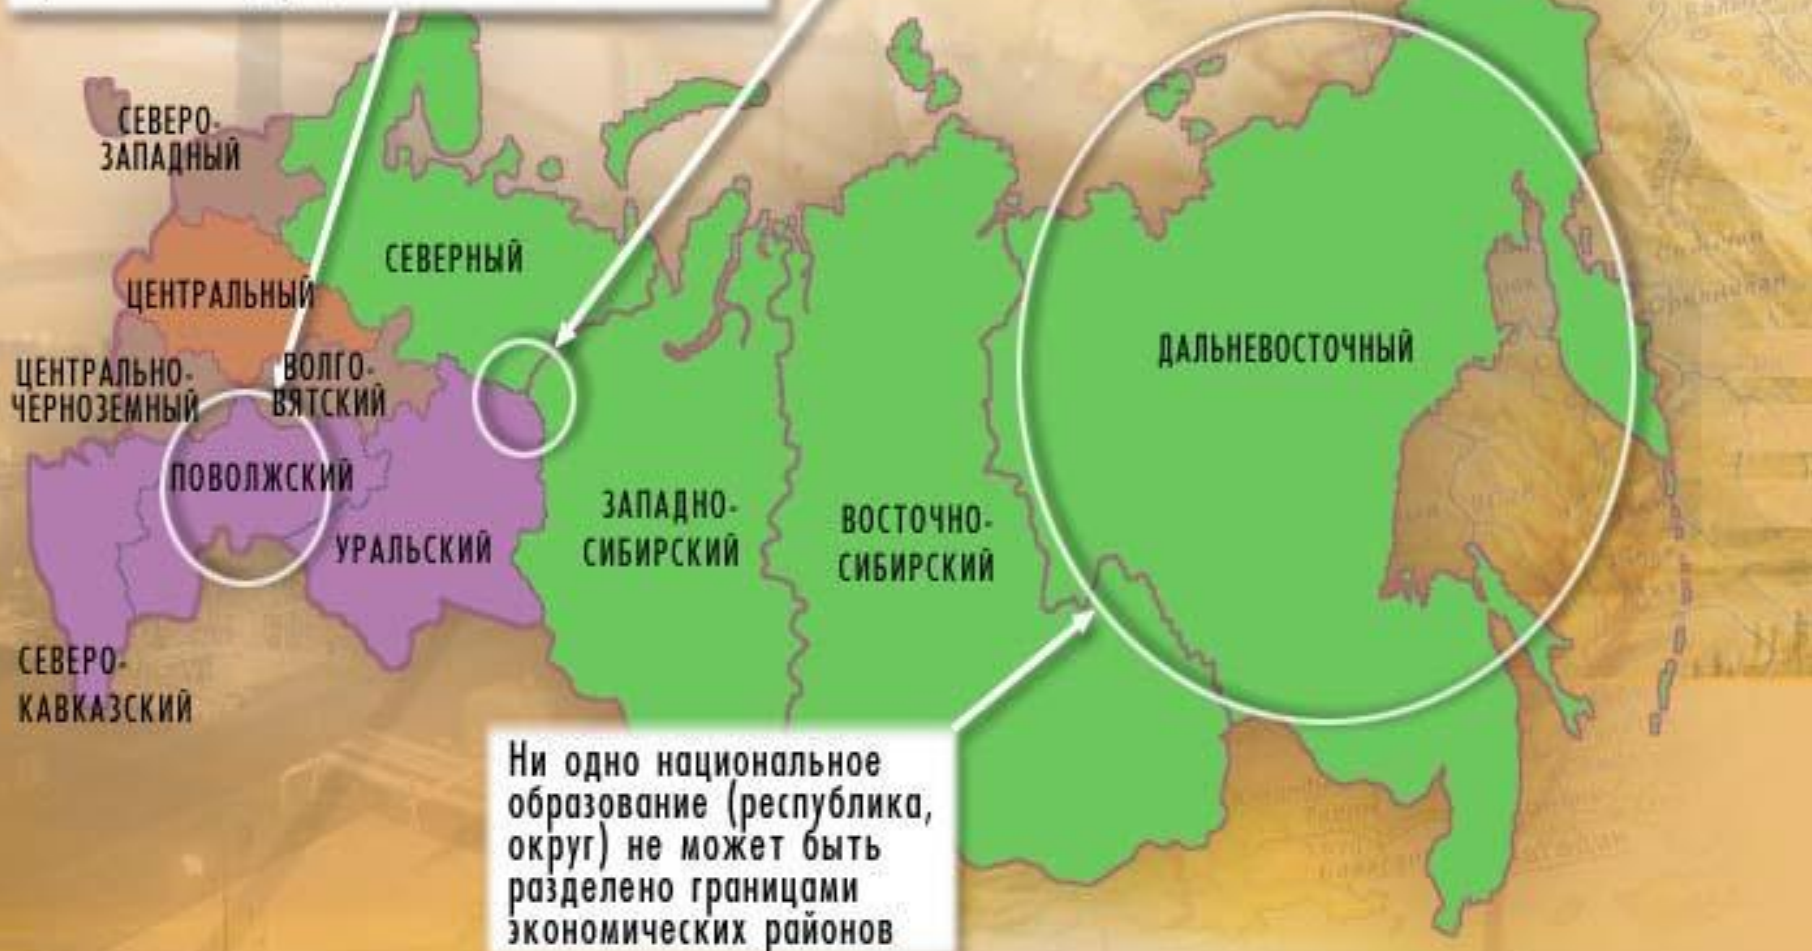 СЕВЕРО-
ЗАПАДНЫЙ
СЕВЕРНЫЙ
ЦЕНТРАЛЬНЫЙ
ДАЛЬНЕВОСТОЧНЫЙ
ЦЕНТРАЛЬНО-
ЧЕРНОЗЕМНЫЙ
ВОЛГО-
ВЯТСКИЙ
ПОВОЛЖСКИЙ
УРАЛЬСКИЙ
ЗАПАДНО-
СИБИРСКИЙ
ВОСТОЧНО-
СИБИРСКИЙ
СЕВЕРО-
КАВКАЗСКИЙ
Ни одно национальное
образование (республика,
округ) не может быть
разделено границами
экономических районов